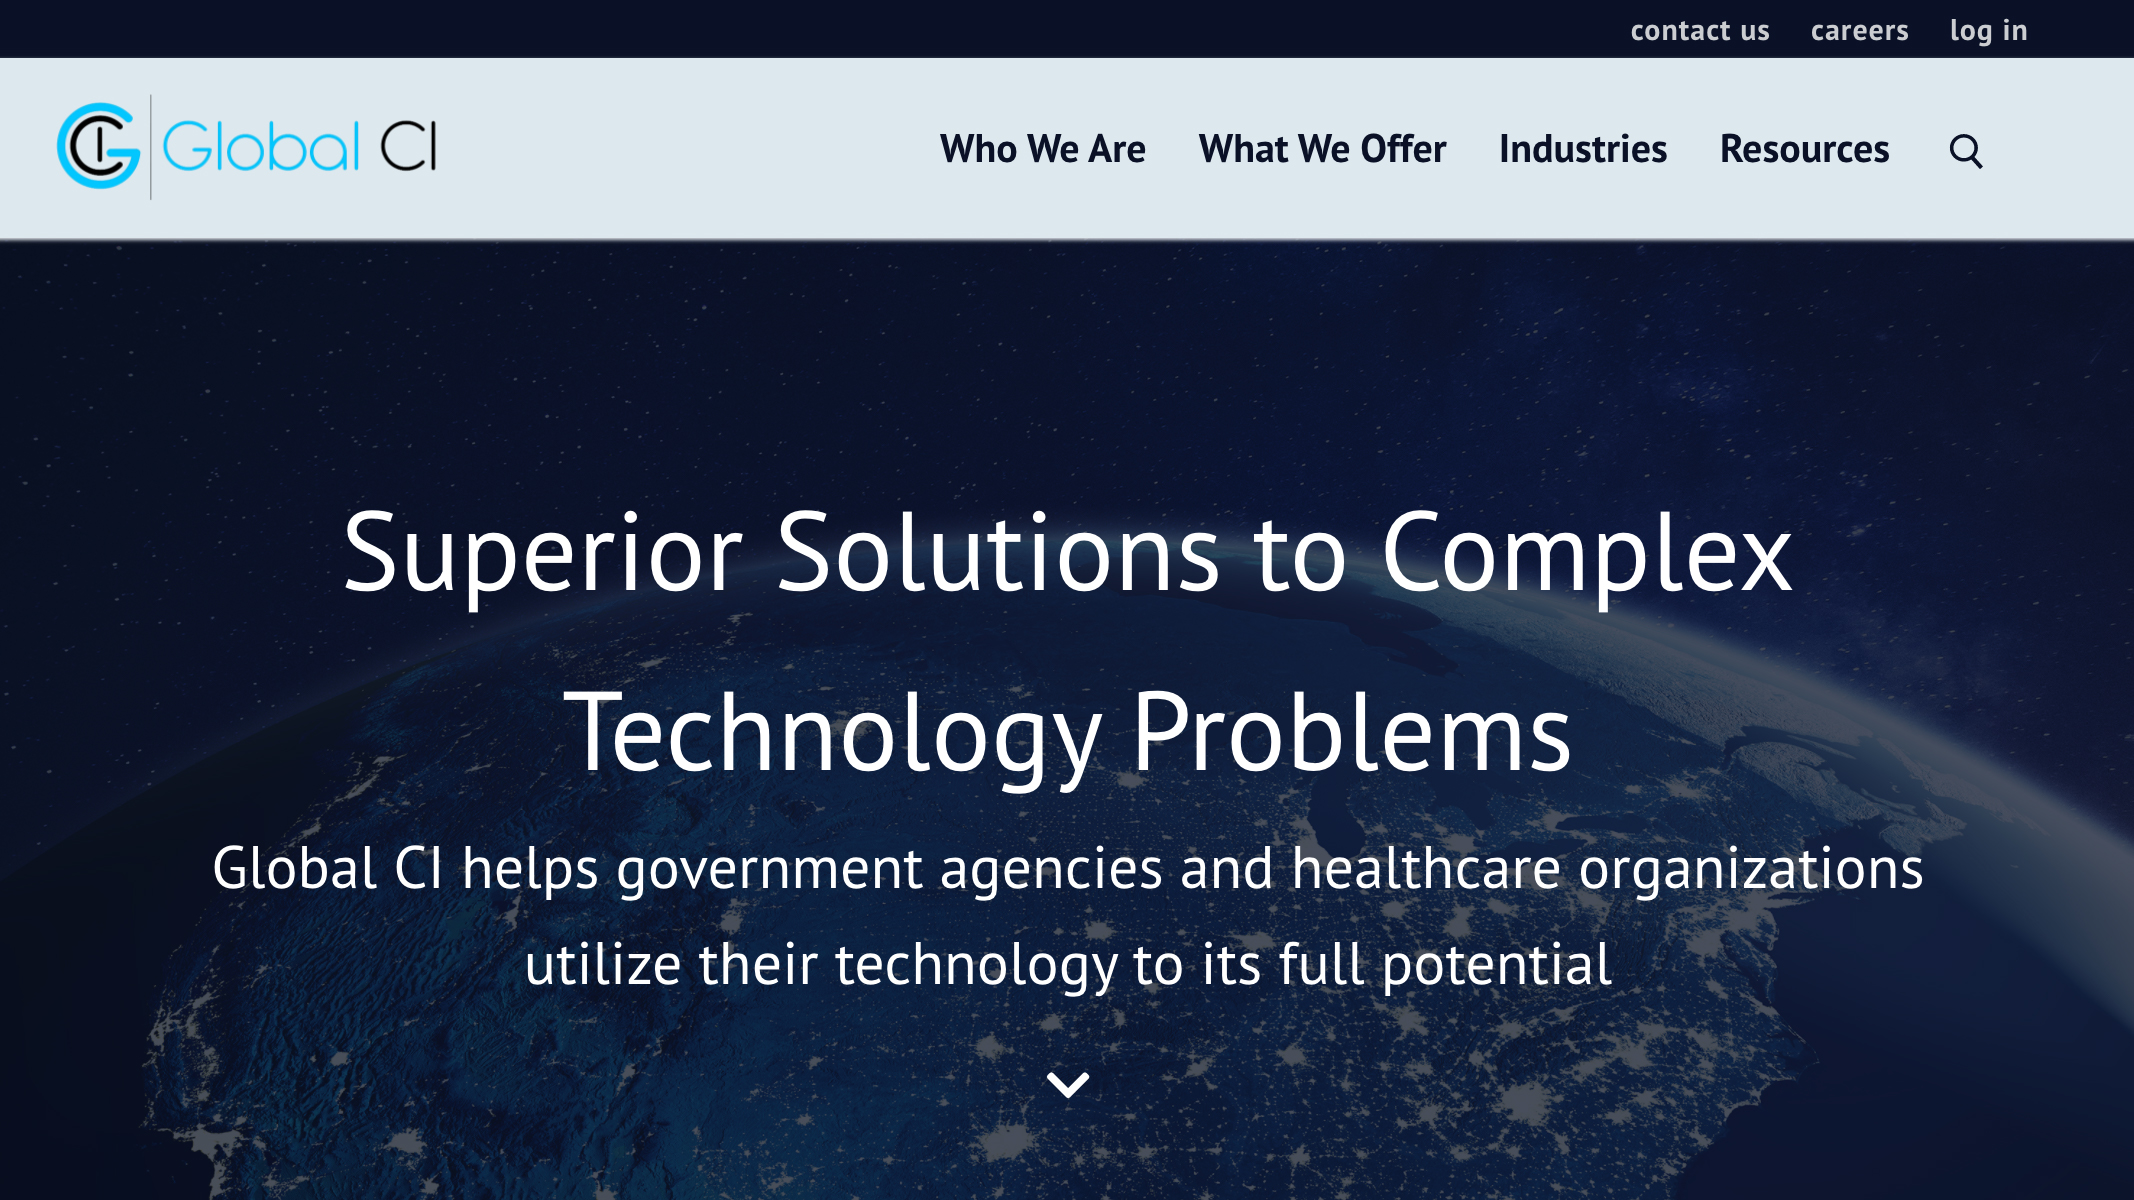 contact us careers log in
Global CI
Who We Are What We Offer Industries Resources
Superior Solutions to Complex
Technology Problems
Global CI helps government agencies and healthcare organizations
utilize their technology to its full potential